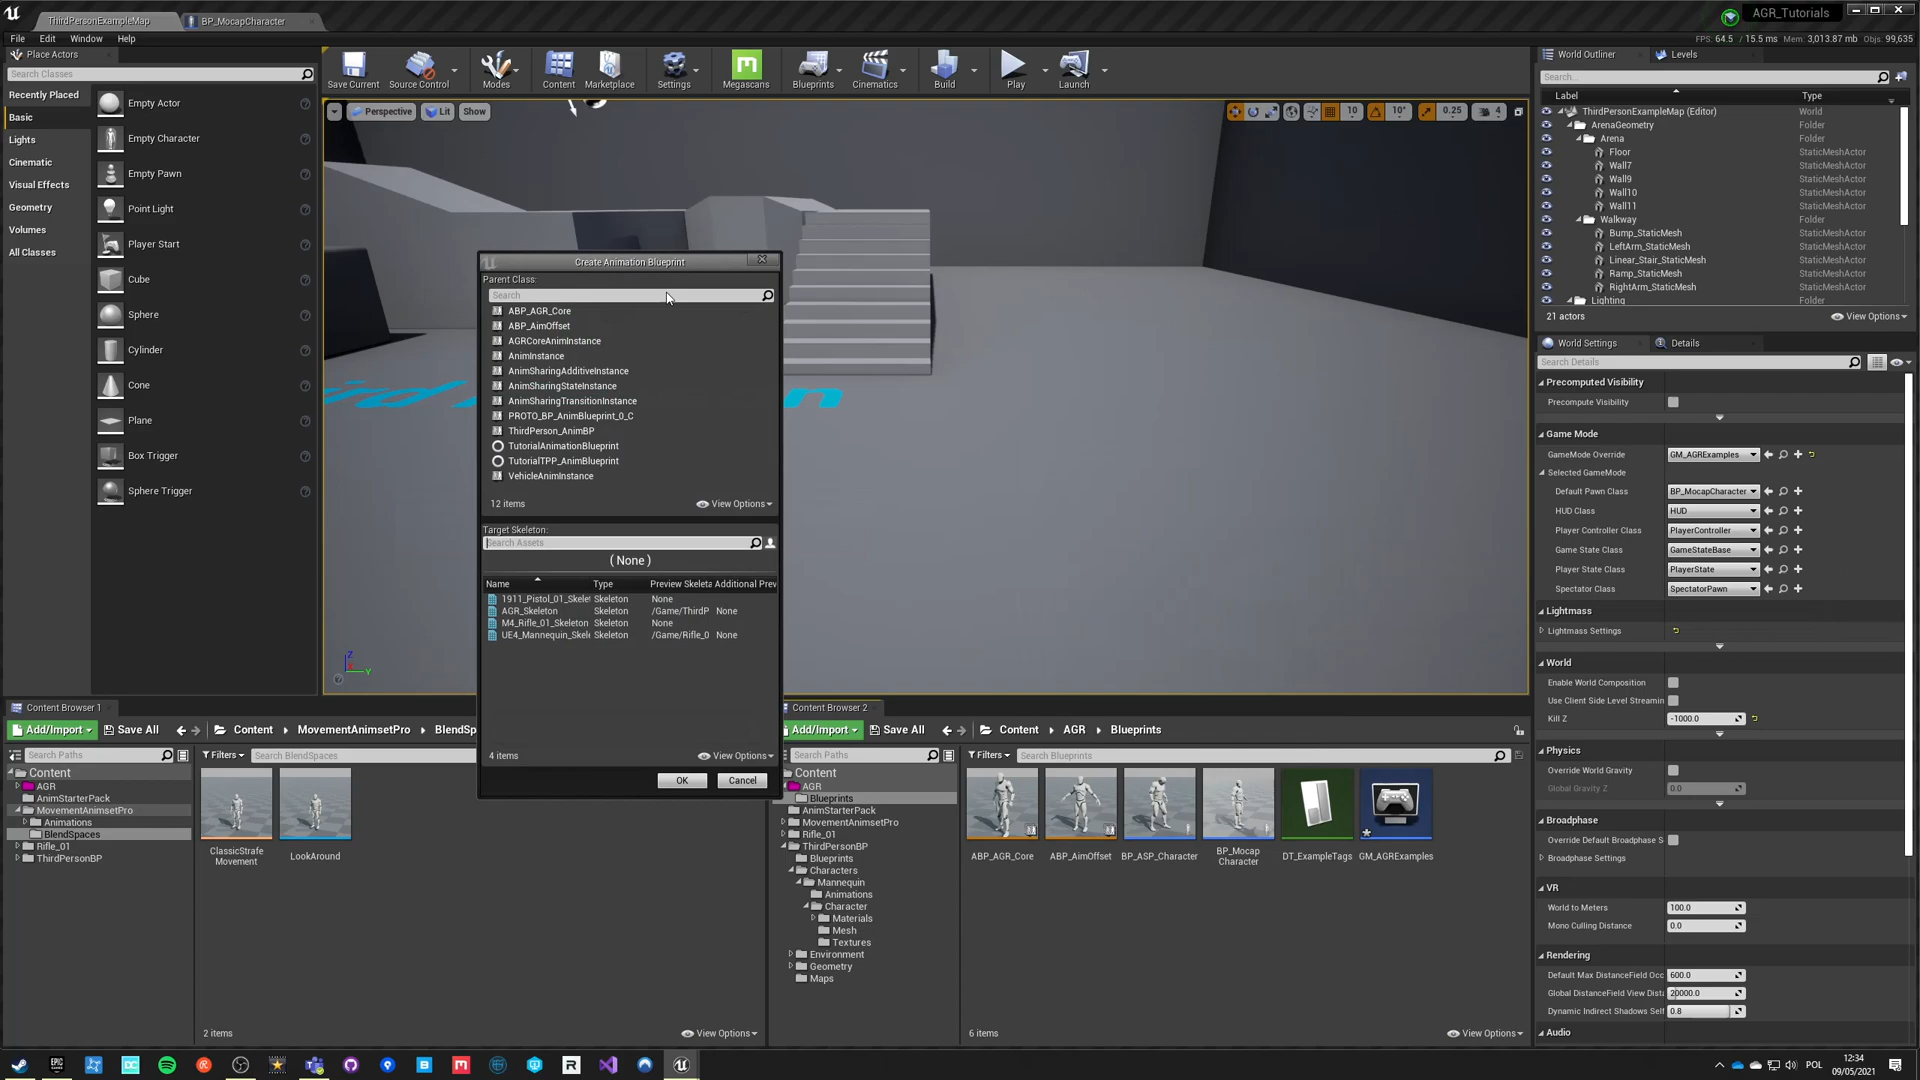 ThirdPersonExampleMap
BP_MocapCharacter
AGR_Tutorials
File Edit Window Help
FPS: 64.5 / 15.5 ms Mem: 3,013.87 mb Objs: 99,635
Place Actors
Search Classes
Recently Played
Basic
Lights
Cinematic
Visual Effects
Geometry
Volumes
All Classes
Empty Actor
Empty Character
Empty Pawn
Point Light
Player Start
Cube
Sphere
Cylinder
Cone
Plane
Box Trigger
Sphere Trigger
Save Current
Source Control
Modes
Content
Marketplace
Settings
Megascans
Blueprints
Cinematics
Build
Play
Launch
Perspective
Lit
Show
10
10°
0.25
4
Create Animation Blueprint
Parent Class:
Search
ABP_AGR_Core
ABP_AimOffset
AGRCoreAnimInstance
AnimInstance
AnimSharingAdditiveInstance
AnimSharingStateInstance
AnimSharingTransitionInstance
PROTO_BP_AnimBlueprint_0_C
ThirdPerson_AnimBP
TutorialAnimationBlueprint
TutorialTPP_AnimBlueprint
VehicleAnimInstance
12 items
View Options
Target Skeleton:
Search Assets
( None )
Name Type Preview Skeleta Additional Prev
1911_Pistol_01_Skelet Skeleton None
AGR_Skeleton Skeleton /Game/ThirdP None
M4_Rifle_01_Skeleton Skeleton None
UE4_Mannequin_Skele Skeleton /Game/Rifle_0 None
4 items
View Options
OK
Cancel
World Outliner
Levels
Search...
Label Type
ThirdPersonExampleMap (Editor) World
ArenaGeometry Folder
Arena Folder
Floor StaticMeshActor
Wall7 StaticMeshActor
Wall9 StaticMeshActor
Wall10 StaticMeshActor
Wall11 StaticMeshActor
Walkway Folder
Bump_StaticMesh StaticMeshActor
LeftArm_StaticMesh StaticMeshActor
Linear_Stair_StaticMesh StaticMeshActor
Ramp_StaticMesh StaticMeshActor
RightArm_StaticMesh StaticMeshActor
Lighting Folder
21 actors
View Options
World Settings
Details
Search Details
Precomputed Visibility
Precompute Visibility
Game Mode
GameMode Override GM_AGRExamples
Selected GameMode
Default Pawn Class BP_MocapCharacter
HUD Class HUD
Player Controller Class PlayerController
Game State Class GameStateBase
Player State Class PlayerState
Spectator Class SpectatorPawn
Lightmass
Lightmass Settings
World
Enable World Composition
Use Client Side Level Streamin
Kill Z -1000.0
Physics
Override World Gravity
Global Gravity Z 0.0
Broadphase
Override Default Broadphase S
Broadphase Settings
VR
World to Meters 100.0
Mono Culling Distance 0.0
Rendering
Default Max DistanceField Occ 600.0
Global DistanceField View Dista 20000.0
Dynamic Indirect Shadows Self 0.8
Audio
Content Browser 1
Add/Import
Save All
Content
MovementAnimsetPro
BlendSp
Search Paths
Filters
Search BlendSpaces
Content
AGR
AnimStarterPack
MovementAnimsetPro
Animations
BlendSpaces
Rifle_01
ThirdPersonBP
ClassicStrafe
Movement
LookAround
2 items
View Options
Content Browser 2
Add/Import
Save All
Content
AGR
Blueprints
Search Paths
Filters
Search Blueprints
Content
AGR
Blueprints
AnimStarterPack
MovementAnimsetPro
Rifle_01
ThirdPersonBP
Blueprints
Characters
Mannequin
Animations
Character
Materials
Mesh
Textures
Environment
Geometry
Maps
ABP_AGR_Core
ABP_AimOffset
BP_ASP_Character
BP_Mocap
Character
DT_ExampleTags
GM_AGRExamples
6 items
View Options
POL
12:34
09/05/2021